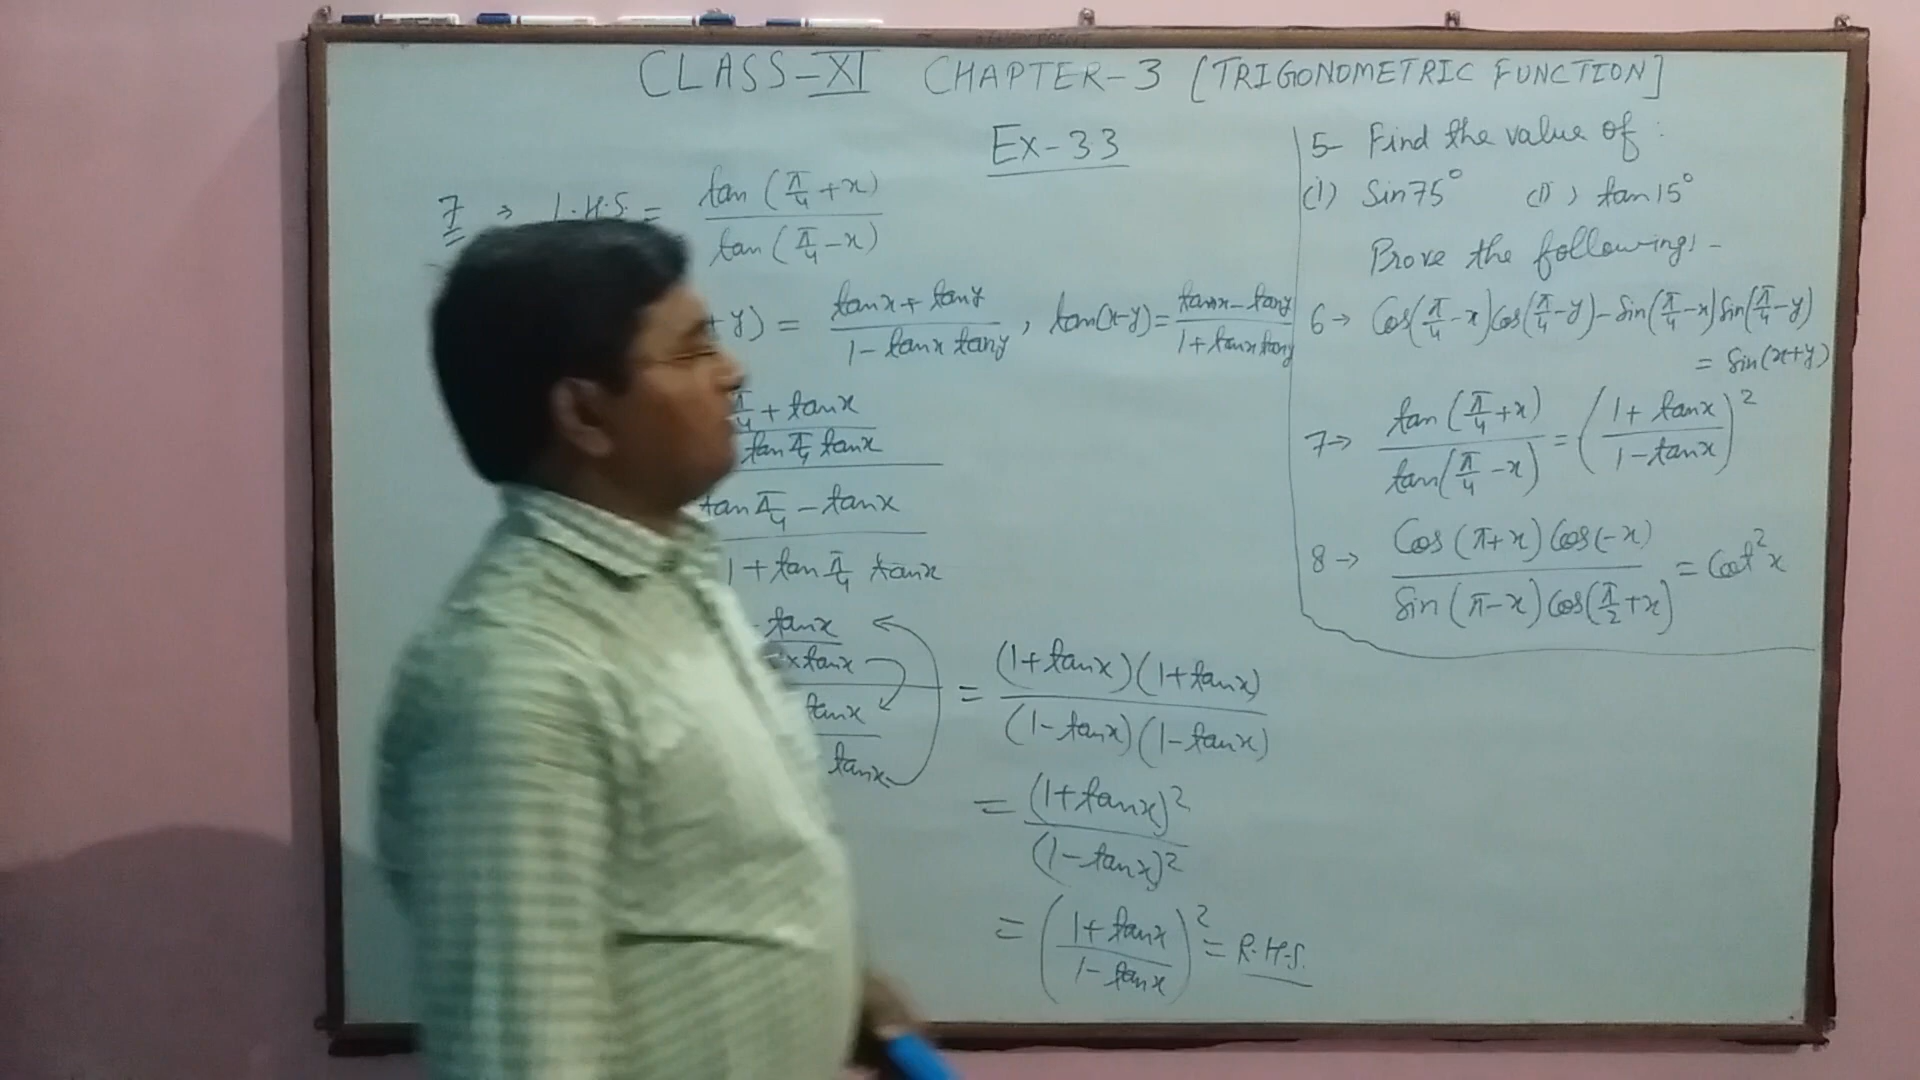 CLASS-XI CHAPTER-3 [TRIGONOMETRIC FUNCTION]
Ex-3.3
7 → L.H.S. = tan(π/4 + x) / tan(π/4 - x)
+ y) = (tanx + tany) / (1 - tanx tany), tan(x-y) = (tanx - tany) / (1 + tanx tany)
π/4 + tanx
tan π/4 tanx
tan π/4 - tanx
1 + tan π/4 tanx
tanx
x tanx
tanx
tanx
= (1+tanx)(1+tanx) / (1-tanx)(1-tanx)
= (1+tanx)² / (1-tanx)²
= ((1+tanx) / (1-tanx))² = R.H.S.
5- Find the value of :
(i) Sin75° (ii) tan15°
Prove the following:-
6→ Cos(π/4 - x)Cos(π/4 - y) - Sin(π/4 - x)Sin(π/4 - y)
= Sin(x+y)
7→ tan(π/4 + x) / tan(π/4 - x) = ((1+tanx) / (1-tanx))²
8→ Cos(π+x)Cos(-x) / Sin(π-x)Cos(π/2 + x) = Cot²x